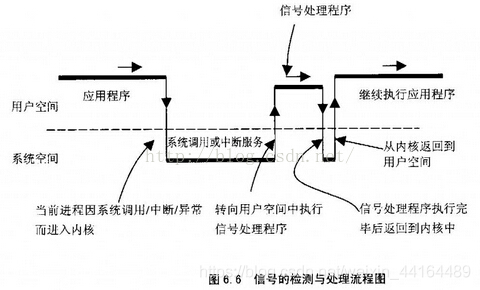 信号处理程序
应用程序
继续执行应用程序
用户空间
系统调用或中断服务
系统空间
从内核返回到
用户空间
当前进程因系统调用/中断/异常
而进入内核
转向用户空间中执行
信号处理程序
信号处理程序执行完
毕后返回到内核中
图 6.6 信号的检测与处理流程图
http://blog.csdn.net/
https://blog.csdn.net/weixin_44164489